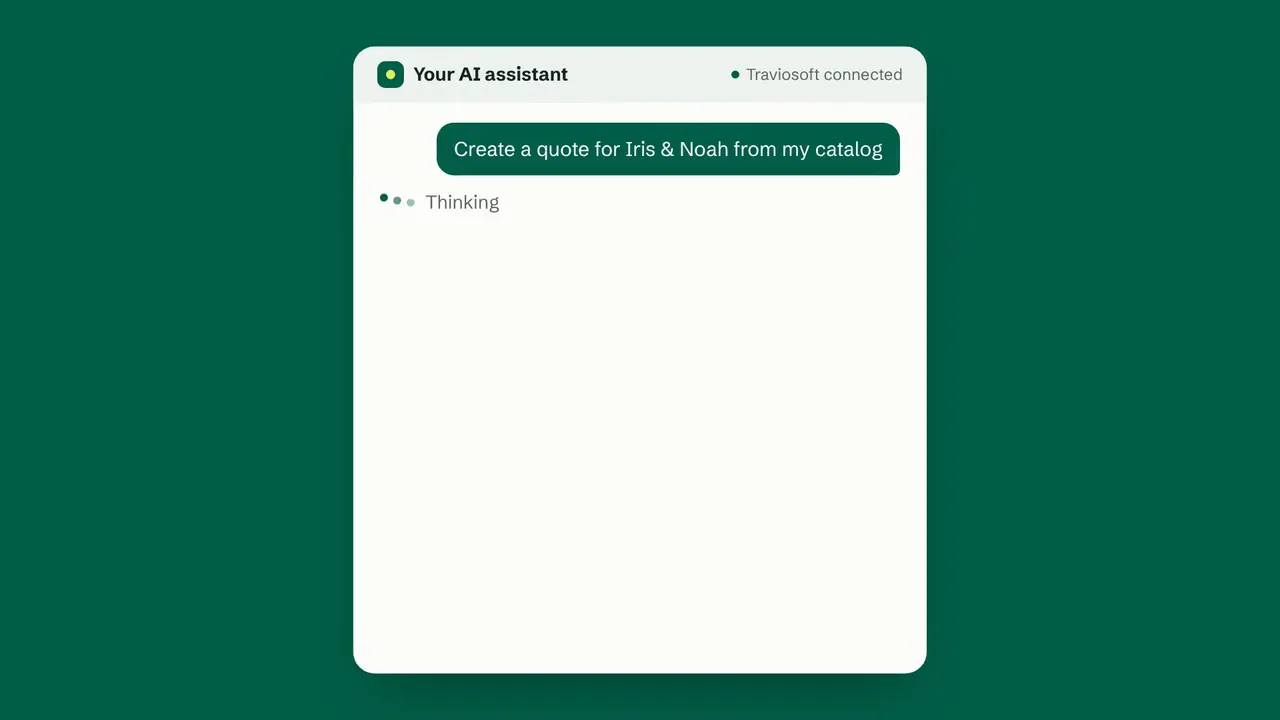 Your AI assistant
Traviosoft connected
Create a quote for Iris & Noah from my catalog
Thinking